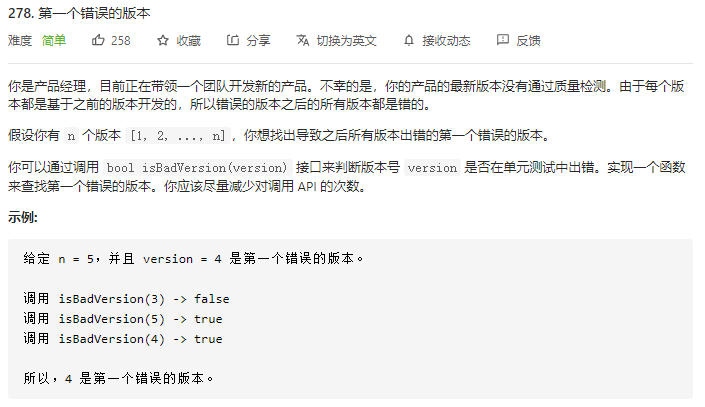 278. 第一个错误的版本
难度 简单 258 收藏 分享 切换为英文 接收动态 反馈
你是产品经理，目前正在带领一个团队开发新的产品。不幸的是，你的产品的最新版本没有通过质量检测。由于每个版
本都是基于之前的版本开发的，所以错误的版本之后的所有版本都是错的。
假设你有 n 个版本 [1, 2, ..., n]，你想找出导致之后所有版本出错的第一个错误的版本。
你可以通过调用 bool isBadVersion(version) 接口来判断版本号 version 是否在单元测试中出错。实现一个函数
来查找第一个错误的版本。你应该尽量减少对调用 API 的次数。
示例:
给定 n = 5，并且 version = 4 是第一个错误的版本。
调用 isBadVersion(3) -> false
调用 isBadVersion(5) -> true
调用 isBadVersion(4) -> true
所以，4 是第一个错误的版本。